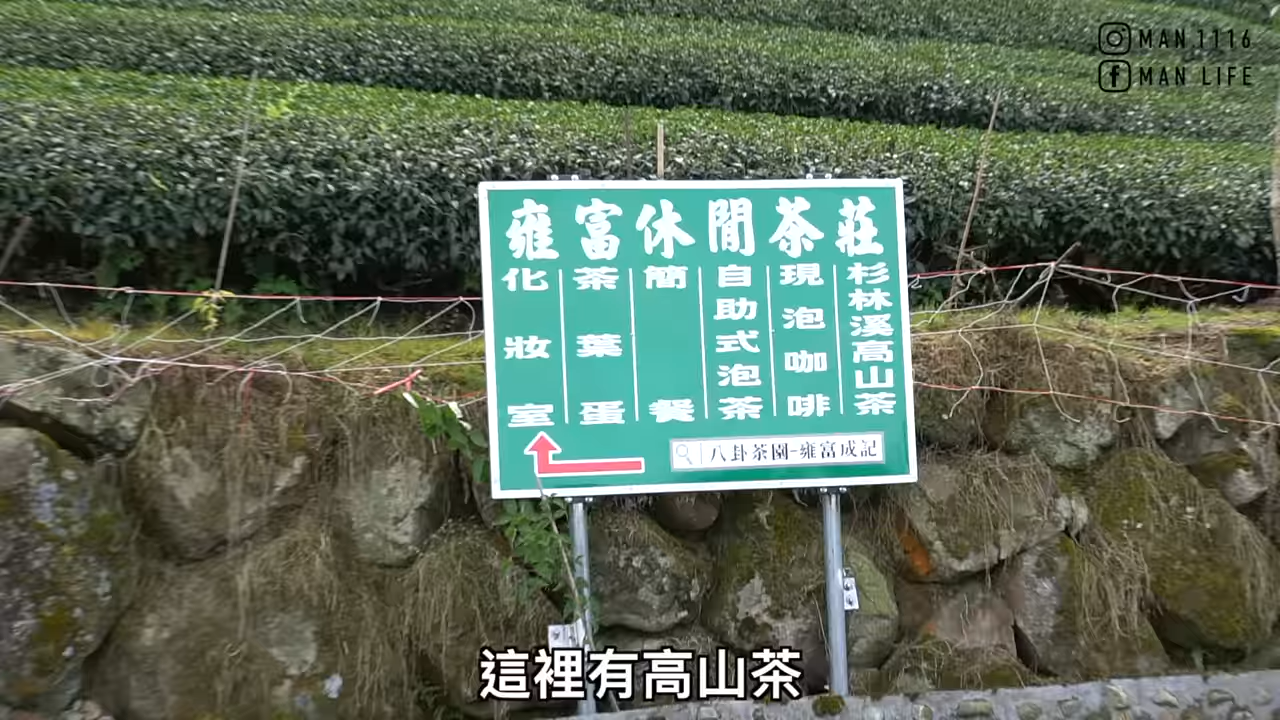 MAN.1116
MAN LIFE
雍富休閒茶莊
化妝室
茶葉蛋
簡餐
自助式泡茶
現泡咖啡
杉林溪高山茶
八卦茶園-雍富成記
這裡有高山茶